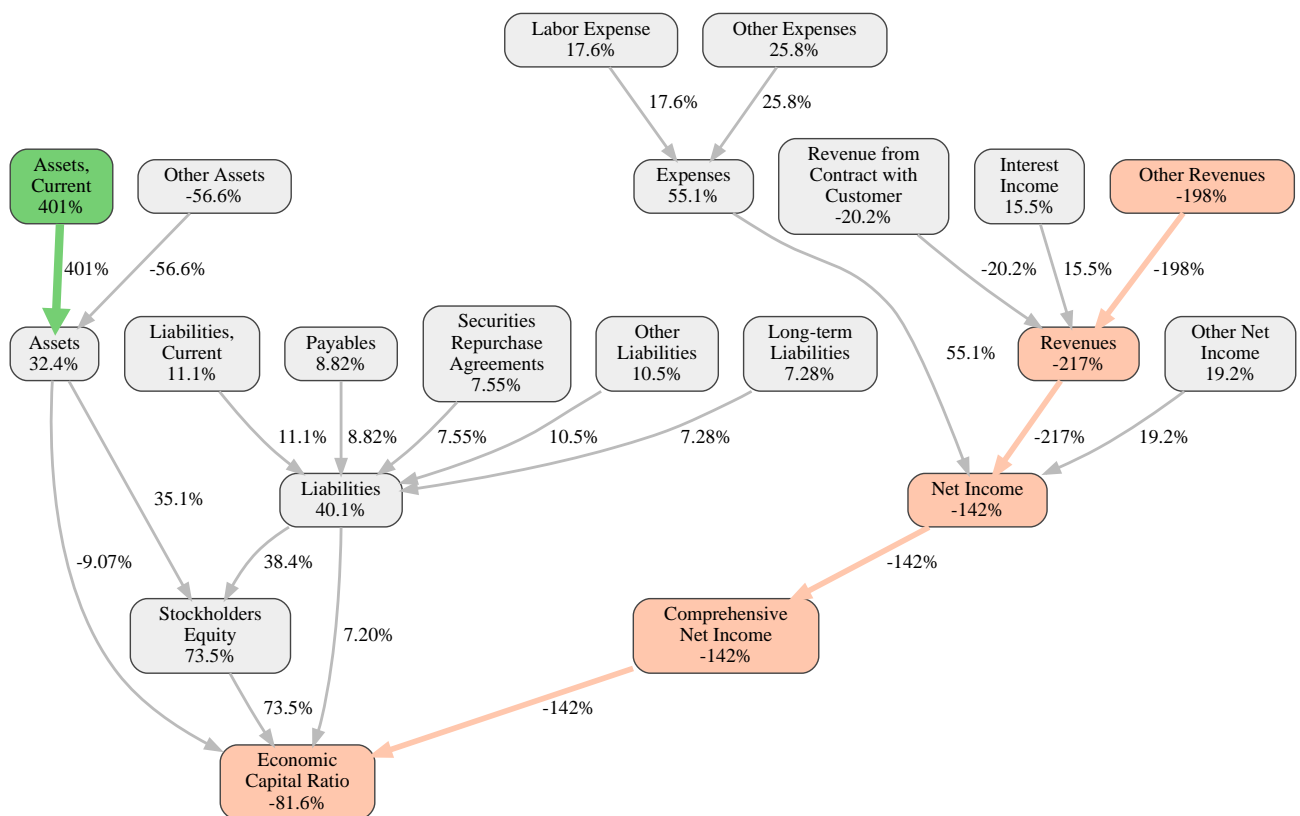 Labor Expense
17.6%
Other Expenses
25.8%
17.6%
25.8%
Assets,
Current
401%
Other Assets
-56.6%
Expenses
55.1%
Revenue from
Contract with
Customer
-20.2%
Interest
Income
15.5%
Other Revenues
-198%
401%
-56.6%
-20.2%
15.5%
-198%
Assets
32.4%
Liabilities,
Current
11.1%
Payables
8.82%
Securities
Repurchase
Agreements
7.55%
Other
Liabilities
10.5%
Long-term
Liabilities
7.28%
55.1%
Revenues
-217%
Other Net
Income
19.2%
11.1%
8.82%
7.55%
10.5%
7.28%
-217%
19.2%
35.1%
Liabilities
40.1%
Net Income
-142%
-9.07%
38.4%
-142%
Stockholders
Equity
73.5%
7.20%
Comprehensive
Net Income
-142%
73.5%
-142%
Economic
Capital Ratio
-81.6%